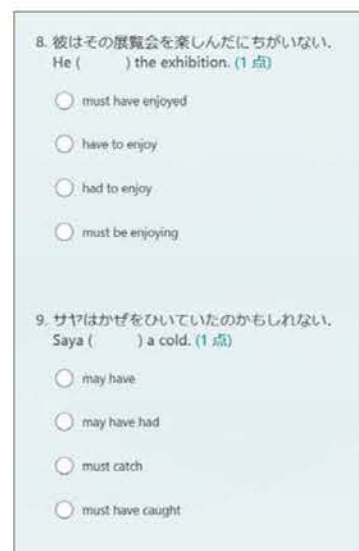 8. 彼はその展覧会を楽しんだにちがいない.
He (       ) the exhibition. (1 点)
must have enjoyed
have to enjoy
had to enjoy
must be enjoying
9. サヤはかぜをひいていたのかもしれない.
Saya (       ) a cold. (1 点)
may have
may have had
must catch
must have caught